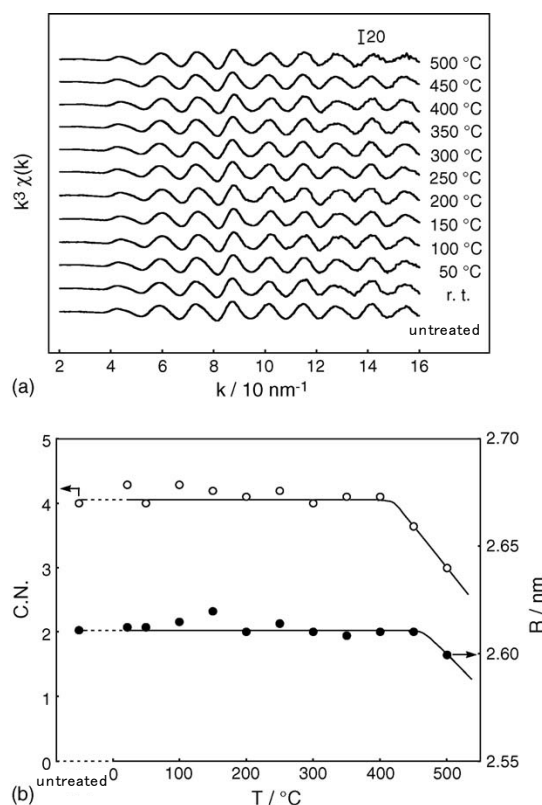 20
500 °C
450 °C
400 °C
350 °C
300 °C
250 °C
200 °C
150 °C
100 °C
50 °C
r. t.
untreated
k³ χ(k)
2 4 6 8 10 12 14 16
(a)
k / 10 nm⁻¹
5
4
3
2
1
0
C.N.
2.70
2.65
2.60
2.55
R / nm
untreated 0 100 200 300 400 500
(b)
T / °C